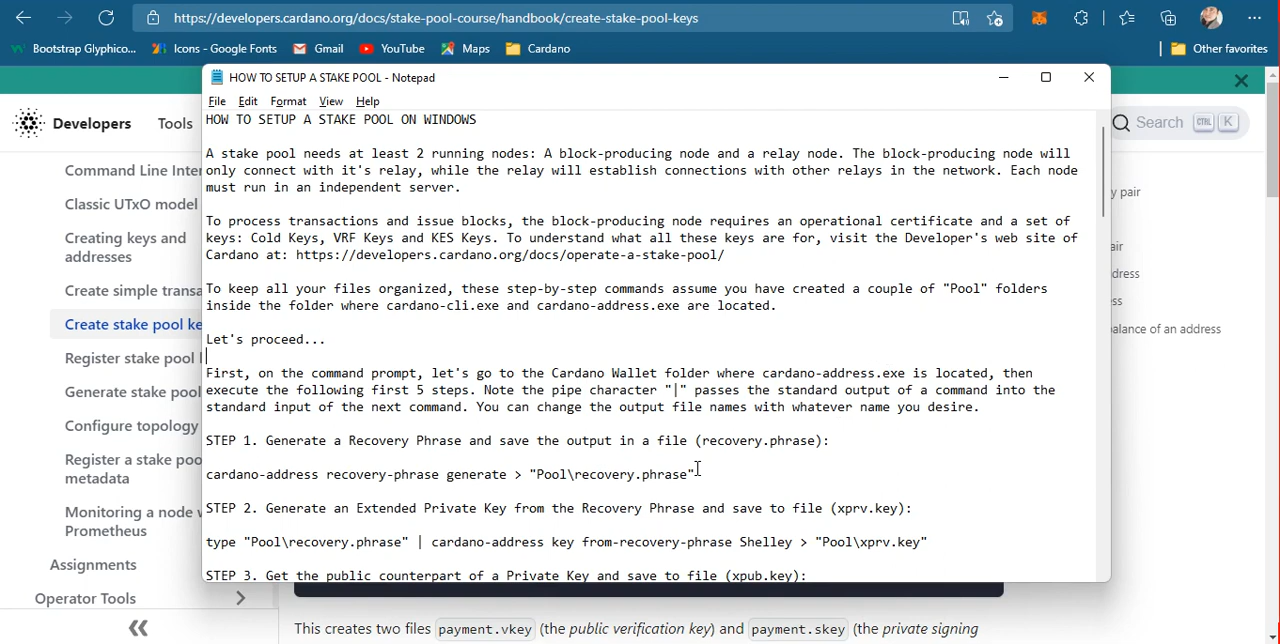 https://developers.cardano.org/docs/stake-pool-course/handbook/create-stake-pool-keys
Bootstrap Glyphico...
Icons - Google Fonts
Gmail
YouTube
Maps
Cardano
Other favorites
HOW TO SETUP A STAKE POOL - Notepad
File Edit Format View Help
Developers
Tools
Search CTRL K
HOW TO SETUP A STAKE POOL ON WINDOWS
A stake pool needs at least 2 running nodes: A block-producing node and a relay node. The block-producing node will
only connect with it's relay, while the relay will establish connections with other relays in the network. Each node
must run in an independent server.
To process transactions and issue blocks, the block-producing node requires an operational certificate and a set of
keys: Cold Keys, VRF Keys and KES Keys. To understand what all these keys are for, visit the Developer's web site of
Cardano at: https://developers.cardano.org/docs/operate-a-stake-pool/
To keep all your files organized, these step-by-step commands assume you have created a couple of "Pool" folders
inside the folder where cardano-cli.exe and cardano-address.exe are located.
Let's proceed...
First, on the command prompt, let's go to the Cardano Wallet folder where cardano-address.exe is located, then
execute the following first 5 steps. Note the pipe character "|" passes the standard output of a command into the
standard input of the next command. You can change the output file names with whatever name you desire.
STEP 1. Generate a Recovery Phrase and save the output in a file (recovery.phrase):
cardano-address recovery-phrase generate > "Pool\recovery.phrase"
STEP 2. Generate an Extended Private Key from the Recovery Phrase and save to file (xprv.key):
type "Pool\recovery.phrase" | cardano-address key from-recovery-phrase Shelley > "Pool\xprv.key"
STEP 3. Get the public counterpart of a Private Key and save to file (xpub.key):
Command Line Inter
Classic UTxO model
Creating keys and
addresses
Create simple transa
Create stake pool ke
Register stake pool
Generate stake pool
Configure topology
Register a stake poo
metadata
Monitoring a node w
Prometheus
Assignments
Operator Tools
y pair
air
dress
ss
balance of an address
This creates two files payment.vkey (the public verification key) and payment.skey (the private signing